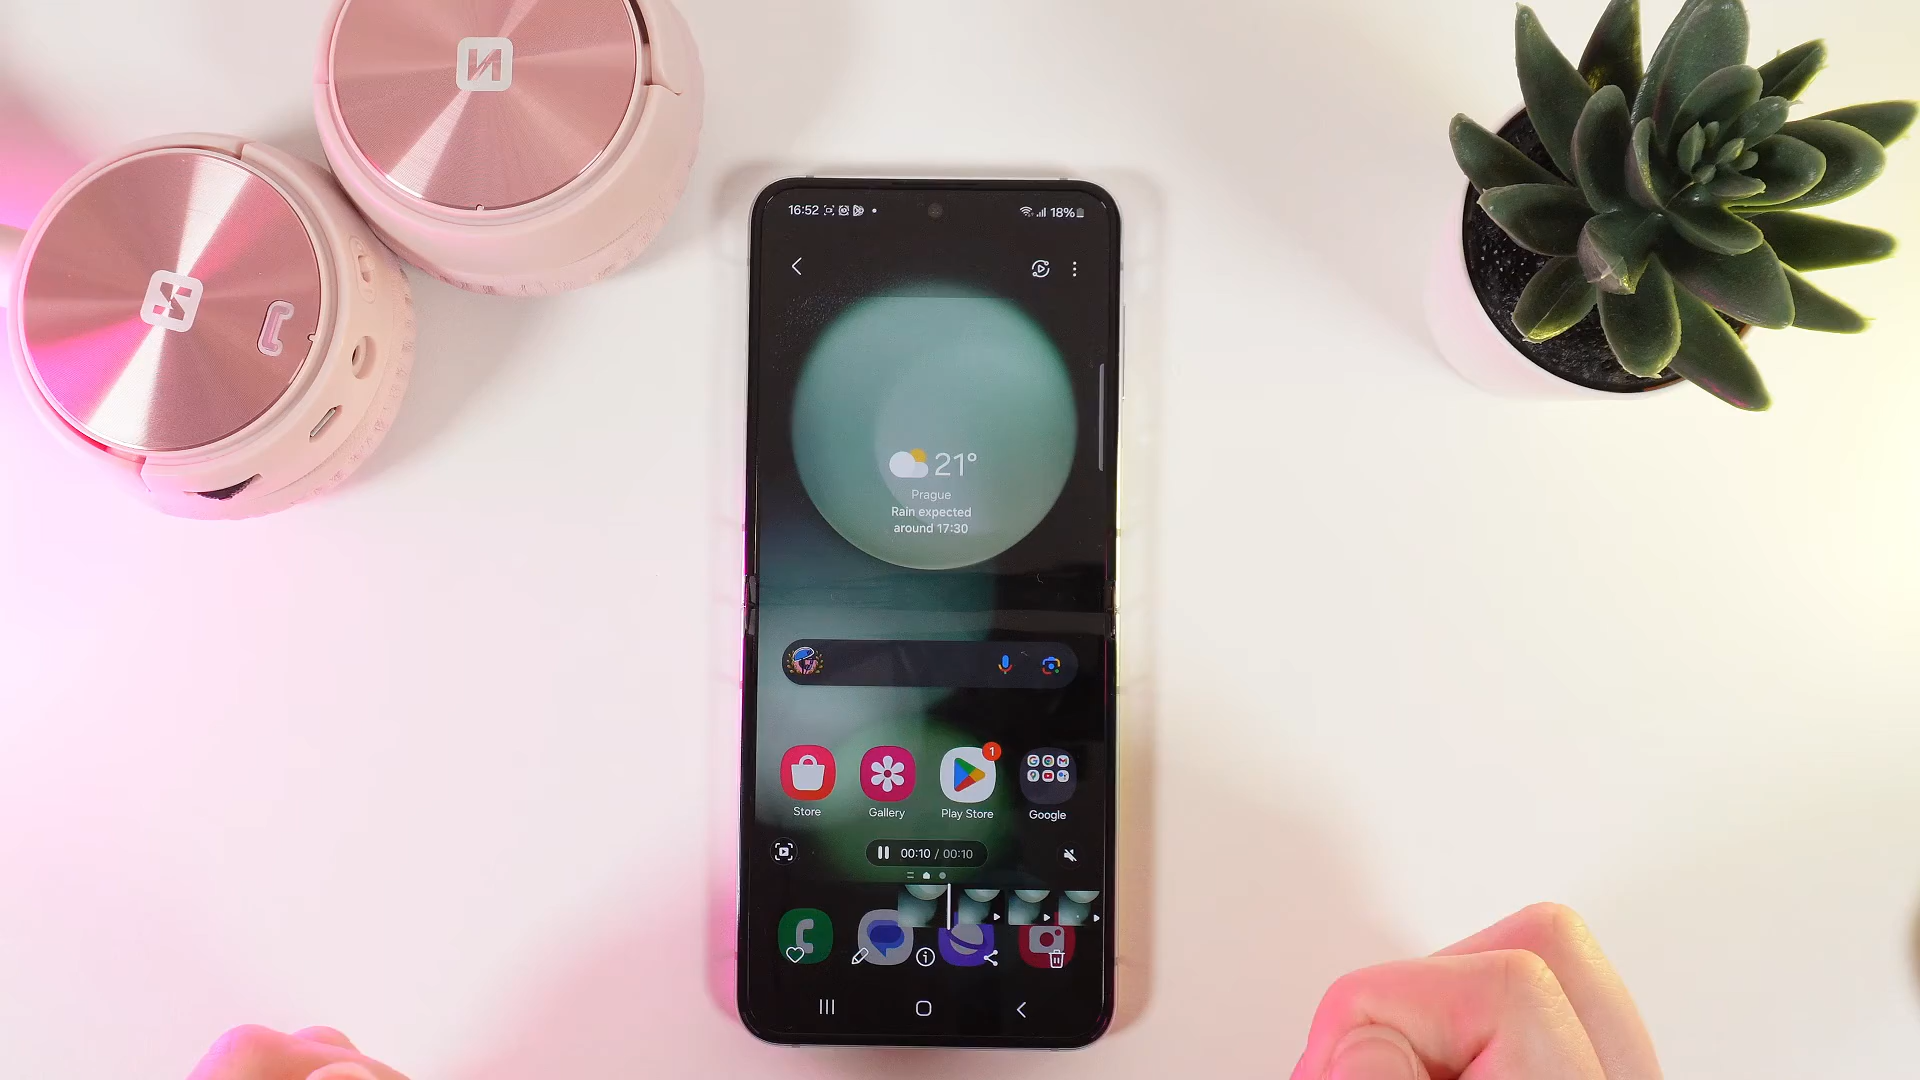 16:52
18%
21°
Prague
Rain expected
around 17:30
1
Store
Gallery
Play Store
Google
00:10 / 00:10